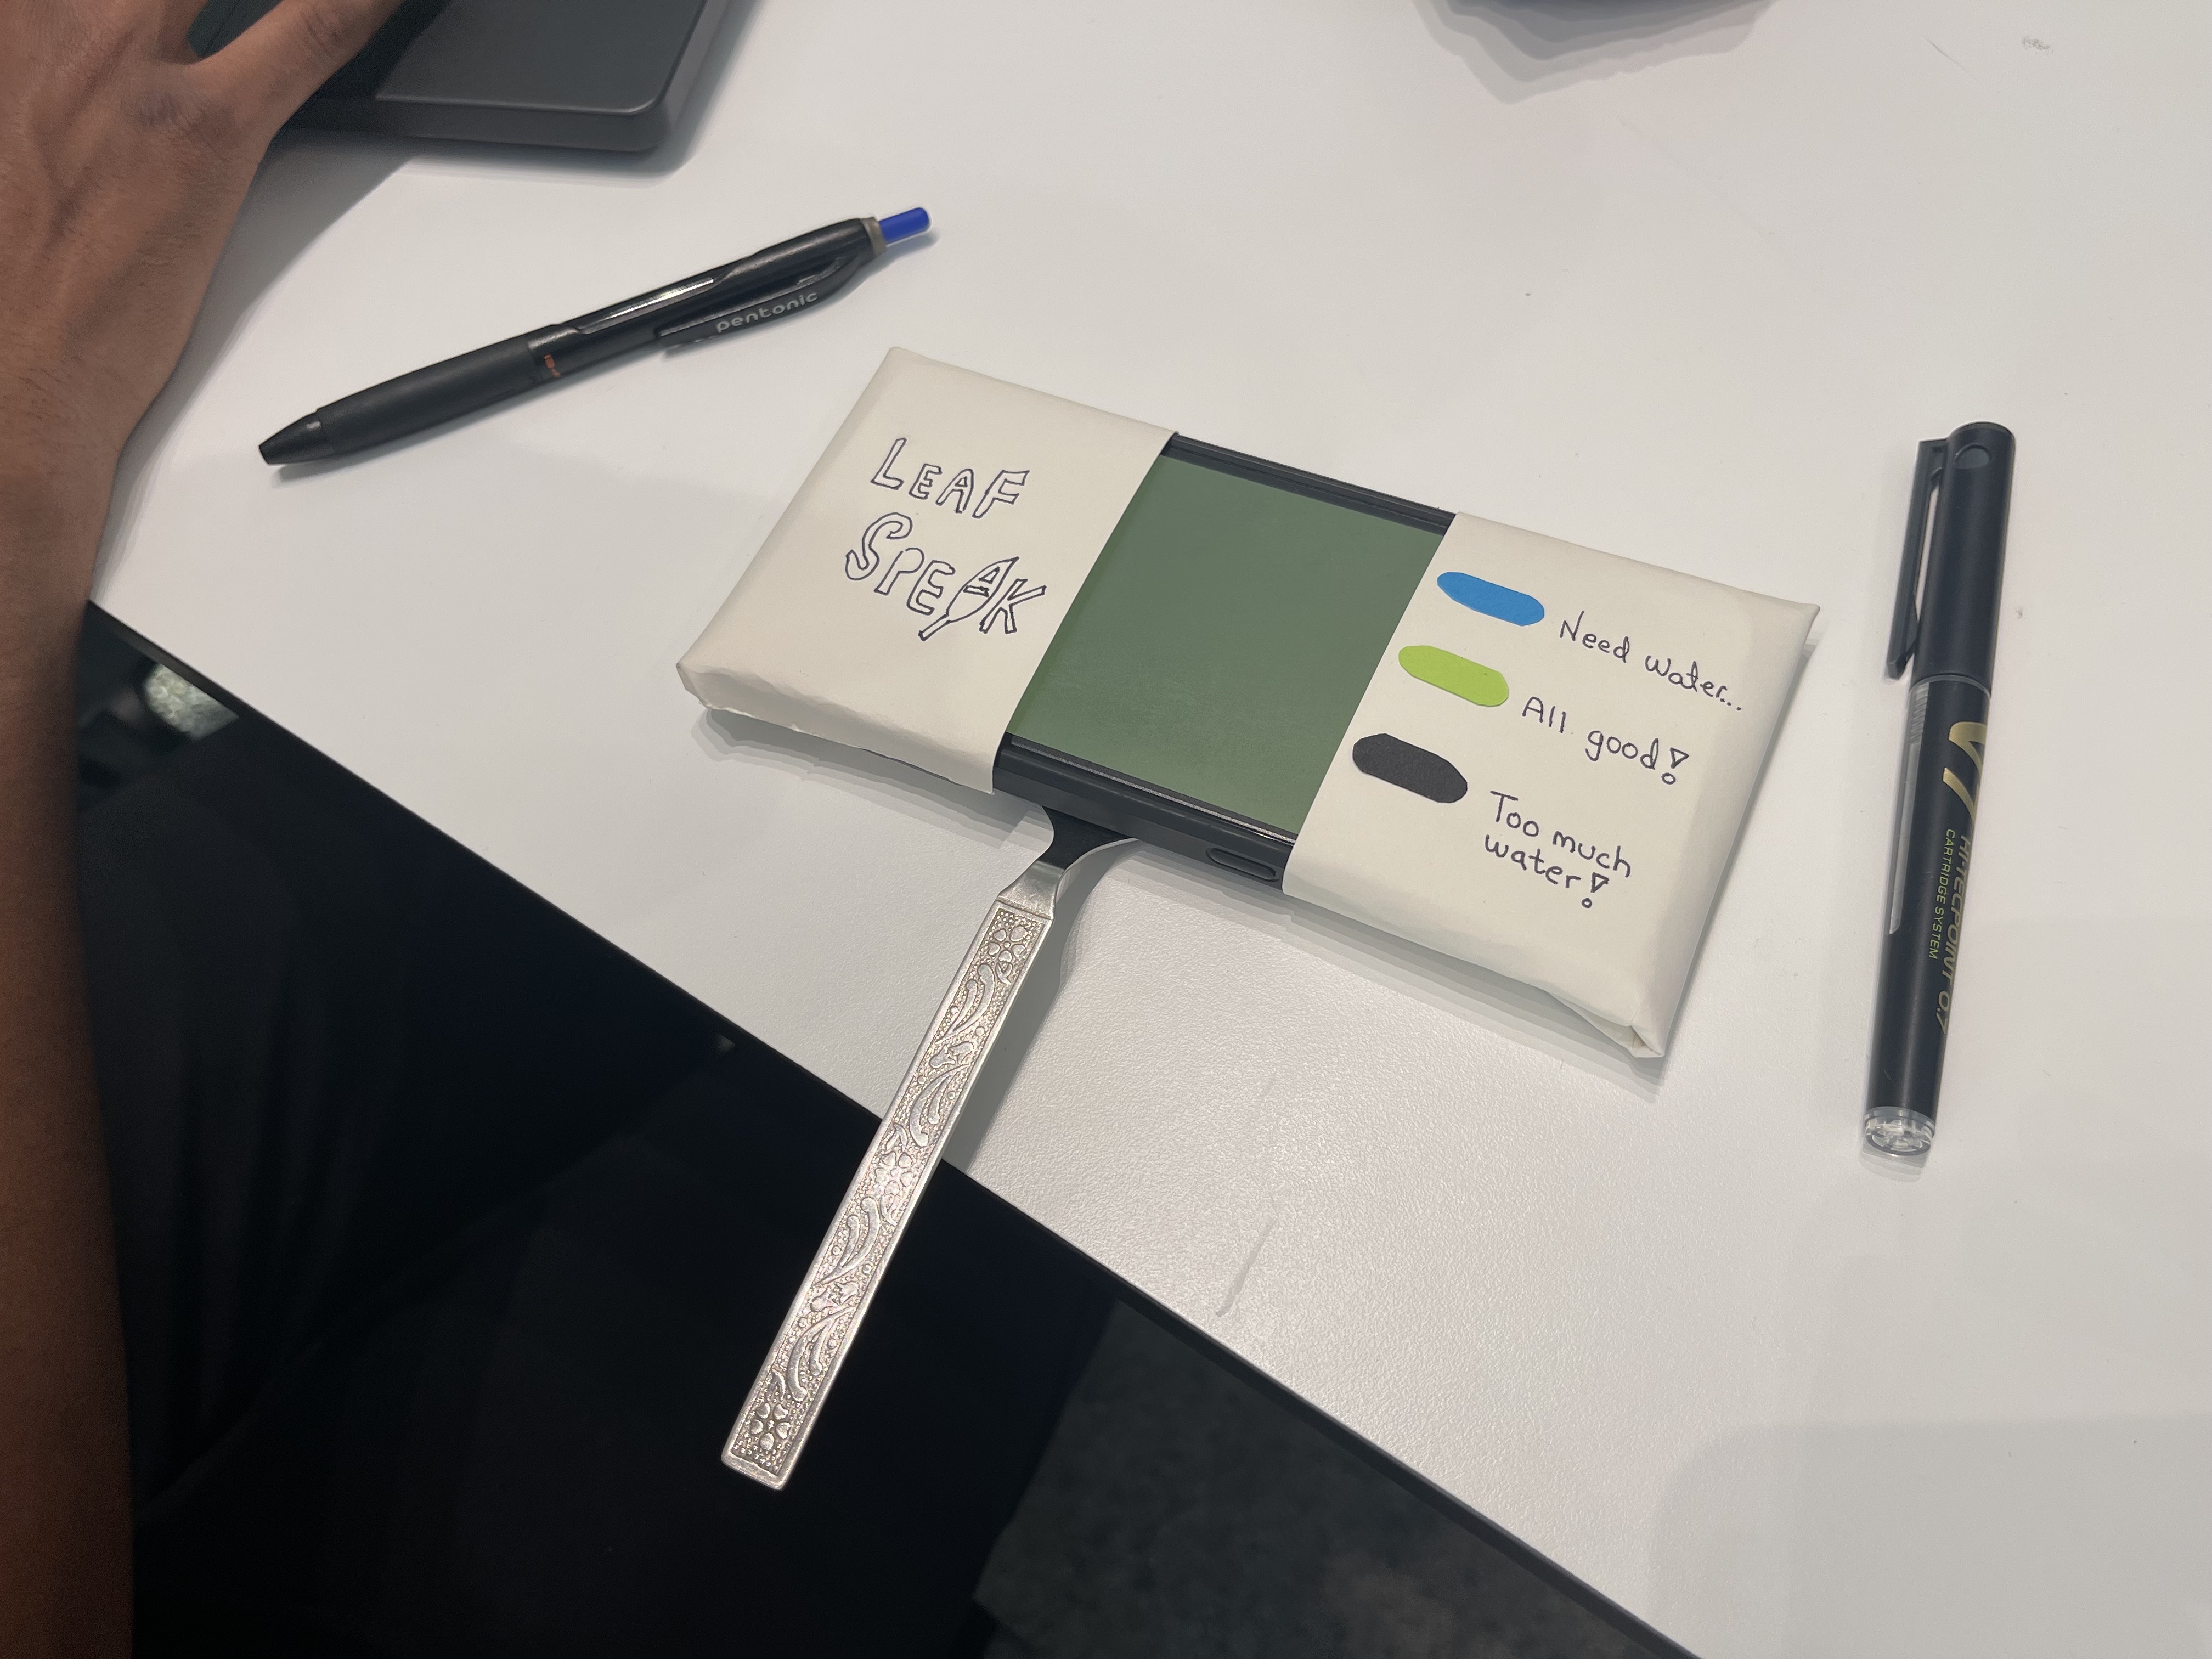 pentonic
LEAF
SPEAK
Need water...
All good!
Too much
water!
V7
HI-TECPOINT 0.7
CARTRIDGE SYSTEM